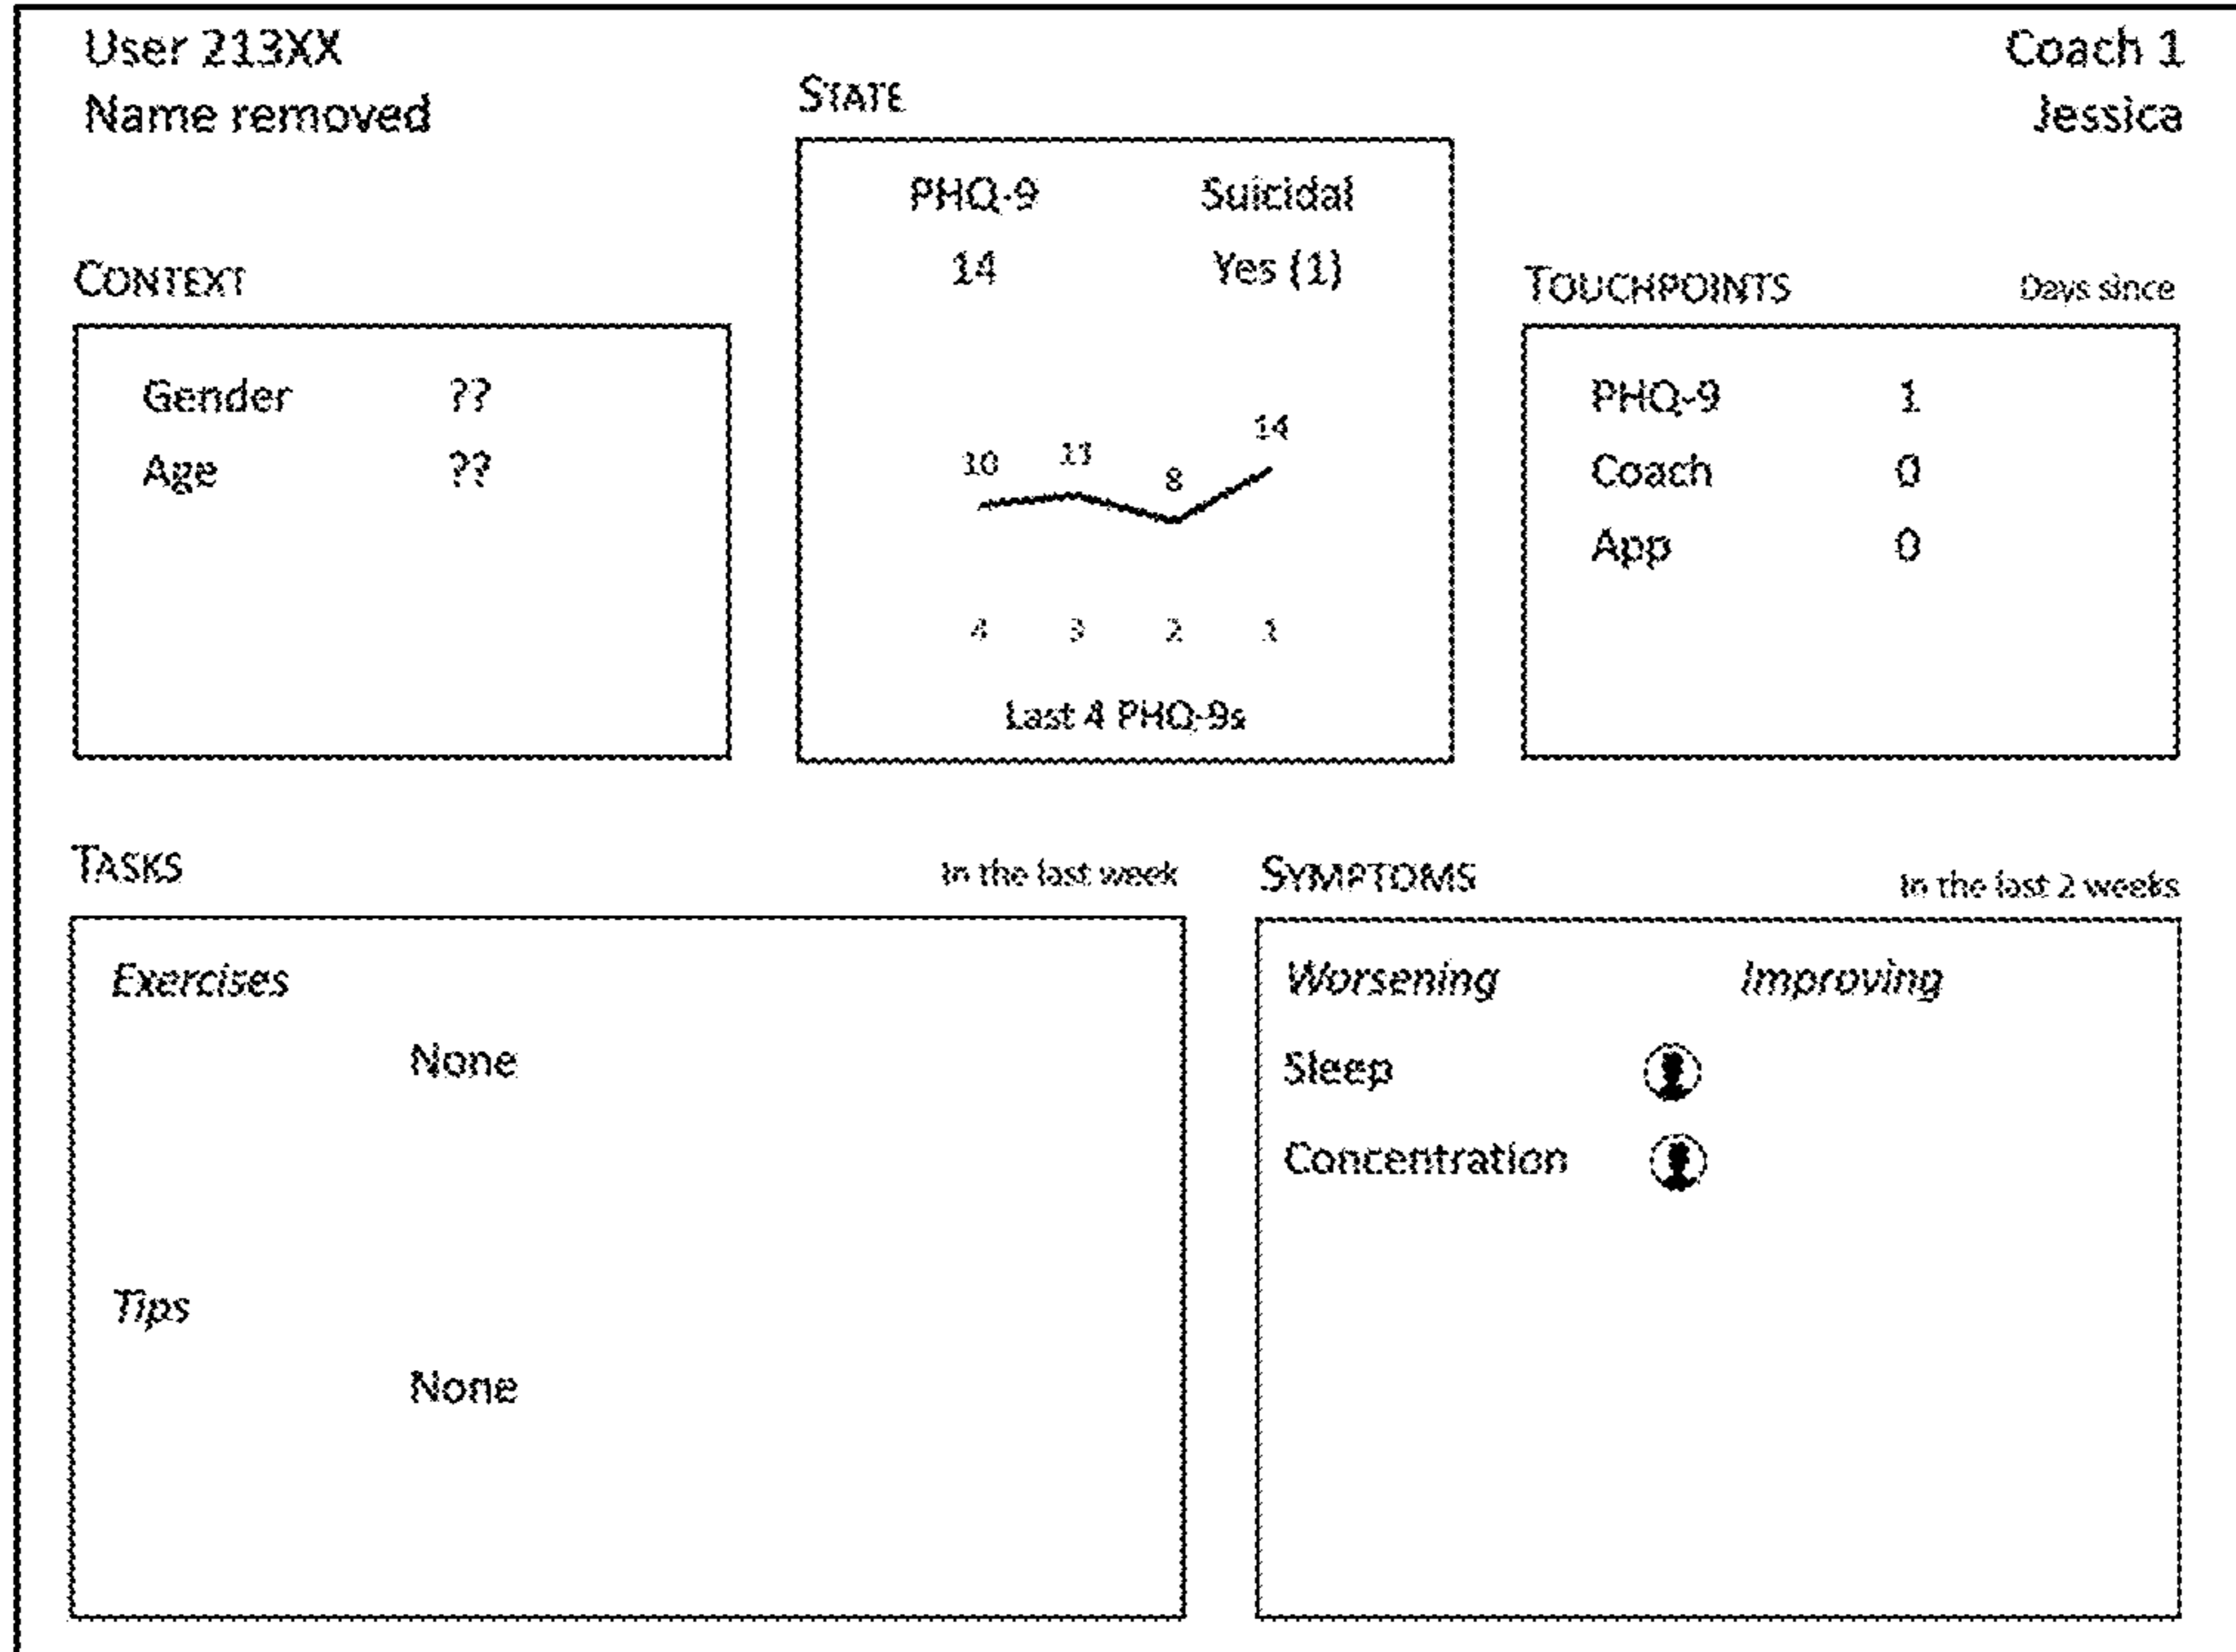 User 213XX
Name removed
Coach 1
Jessica
STATE
PHQ-9 Suicidal
14 Yes (1)
10 11 8 14
4 3 2 1
Last 4 PHQ-9s
CONTEXT
Gender ??
Age ??
TOUCHPOINTS Days since
PHQ-9 1
Coach 0
App 0
TASKS In the last week
Exercises
None
Tips
None
SYMPTOMS In the last 2 weeks
Worsening Improving
Sleep
Concentration